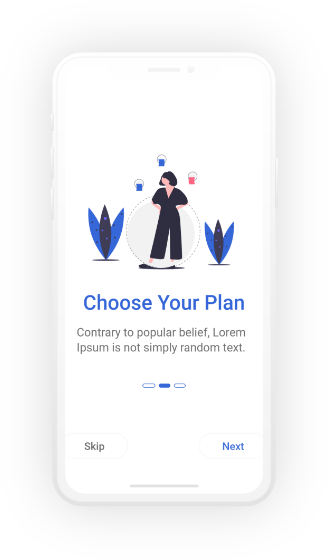 Choose Your Plan
Contrary to popular belief, Lorem
Ipsum is not simply random text.
Skip
Next